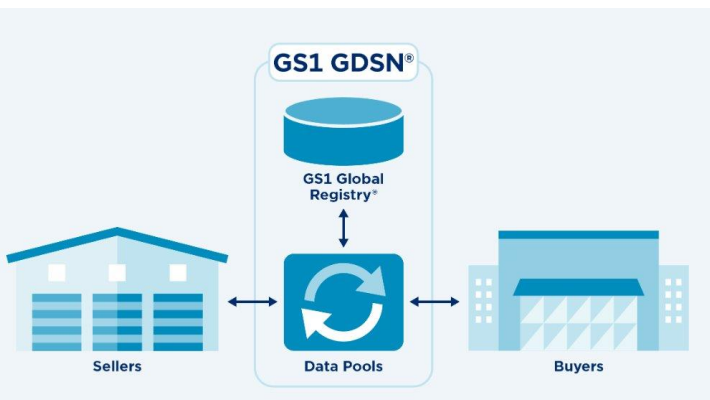 GS1 GDSN®
GS1 Global
Registry®
Sellers
Data Pools
Buyers